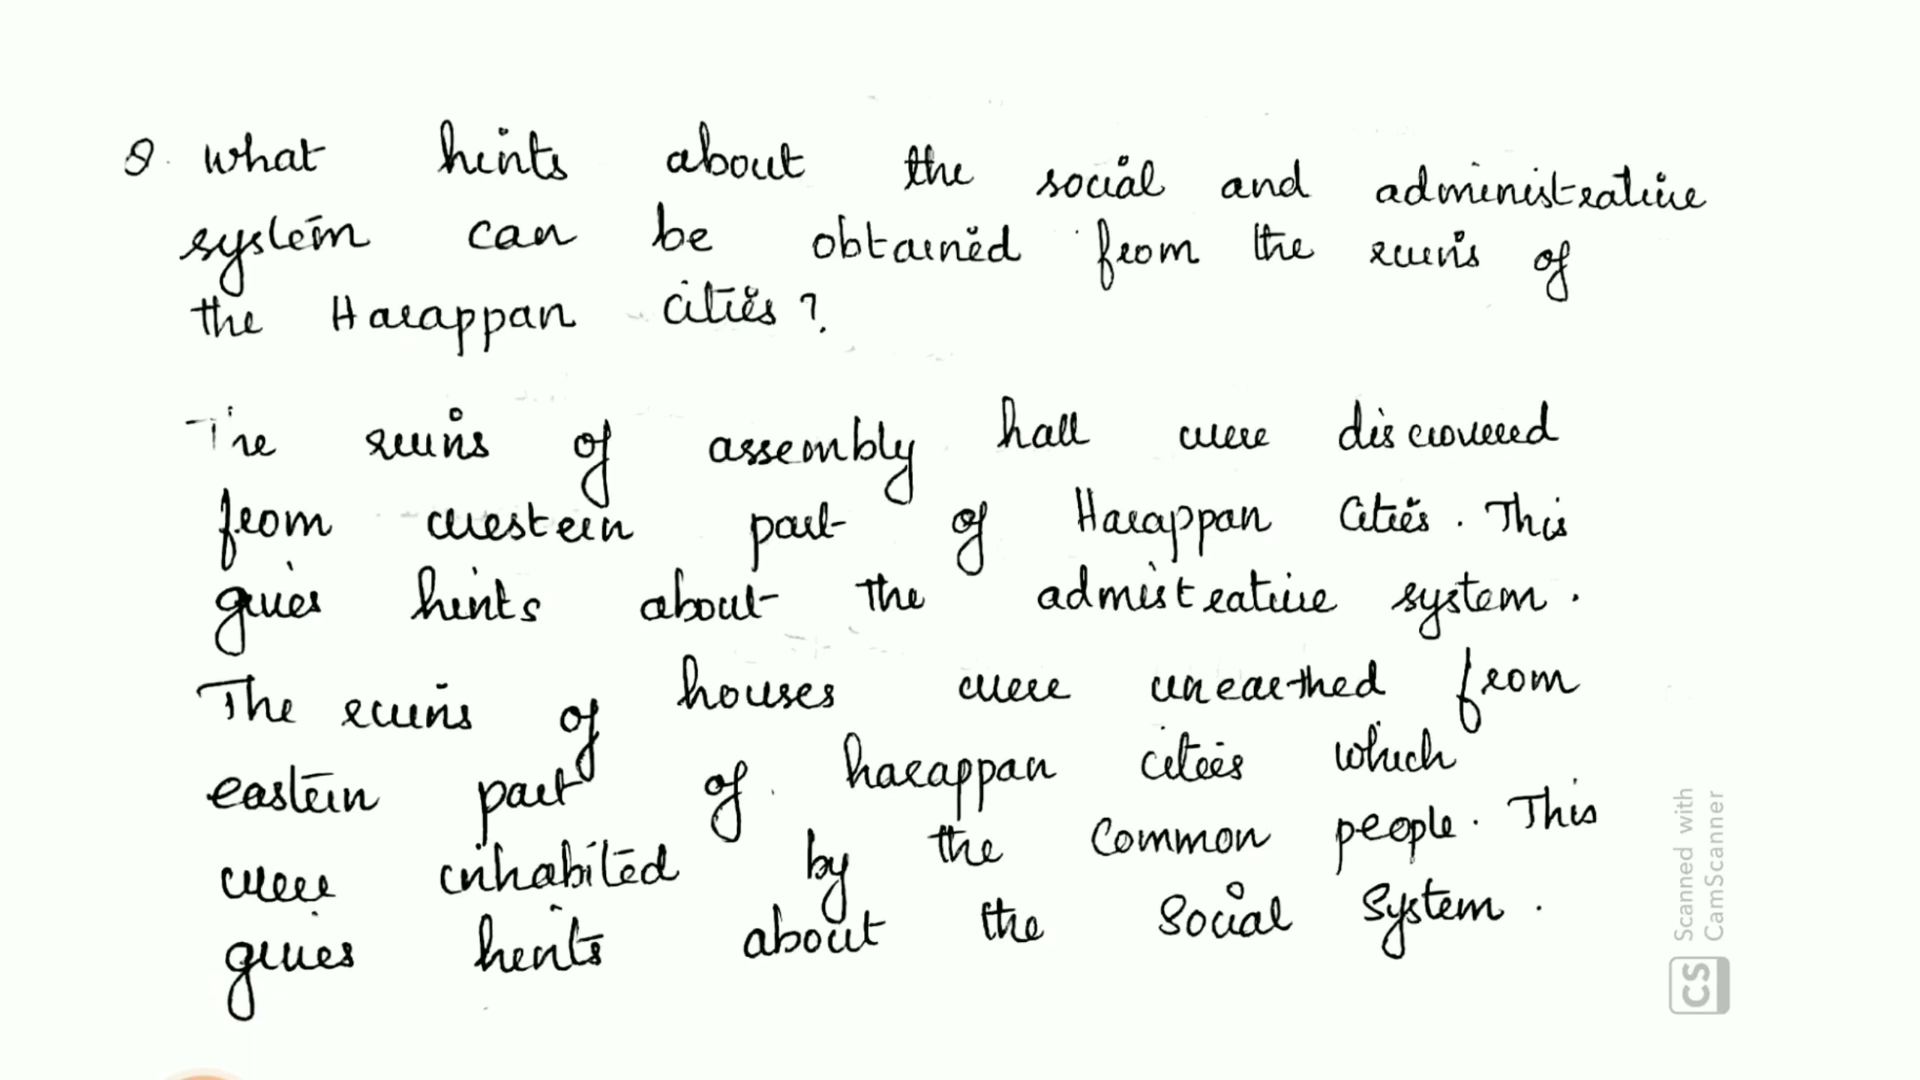 Q. What hints about the social and administrative
system can be obtained from the ruins of
the Harappan cities?
The ruins of assembly hall were discovered
from western part of Harappan Cities. This
gives hints about the admistrative system.
The ruins of houses were unearthed from
eastern part of harappan cities which
were inhabited by the common people. This
gives hints about the Social System.
Scanned with
CamScanner
CS